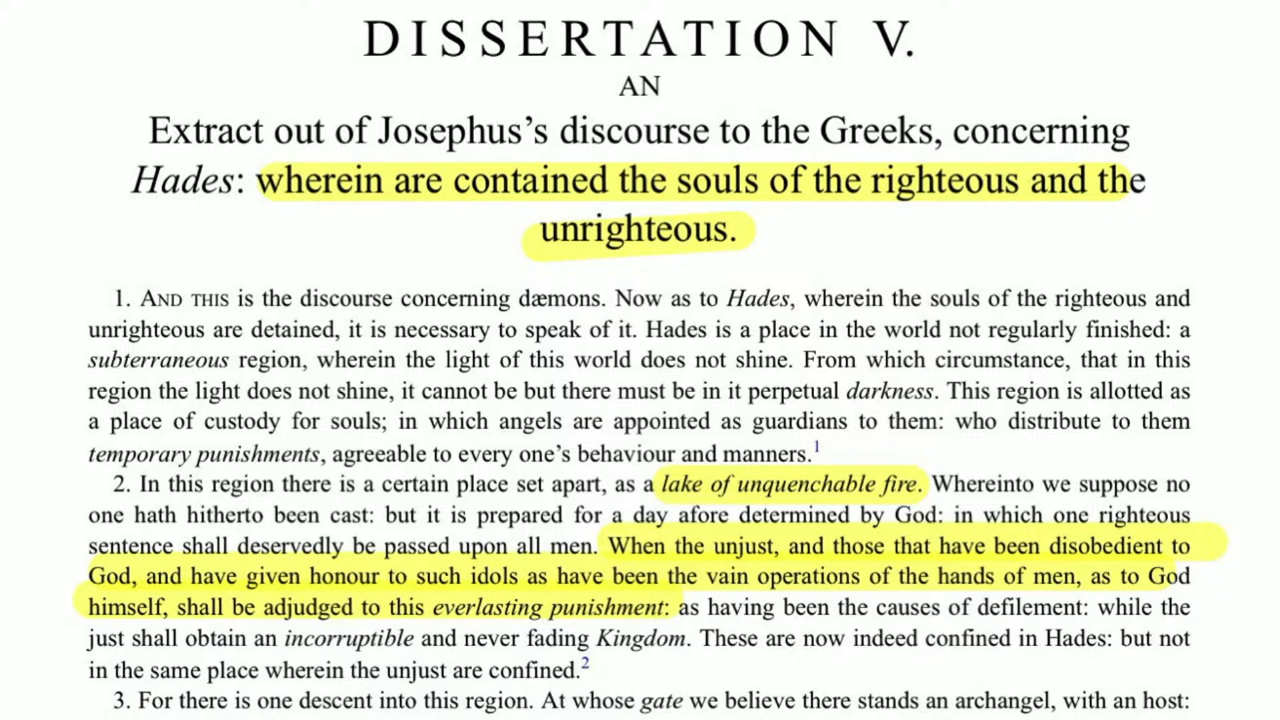 DISSERTATION V.
AN
Extract out of Josephus’s discourse to the Greeks, concerning
Hades: wherein are contained the souls of the righteous and the
unrighteous.
1. AND THIS is the discourse concerning dæmons. Now as to Hades, wherein the souls of the righteous and
unrighteous are detained, it is necessary to speak of it. Hades is a place in the world not regularly finished: a
subterraneous region, wherein the light of this world does not shine. From which circumstance, that in this
region the light does not shine, it cannot be but there must be in it perpetual darkness. This region is allotted as
a place of custody for souls; in which angels are appointed as guardians to them: who distribute to them
temporary punishments, agreeable to every one’s behaviour and manners.1
2. In this region there is a certain place set apart, as a lake of unquenchable fire. Whereinto we suppose no
one hath hitherto been cast: but it is prepared for a day afore determined by God: in which one righteous
sentence shall deservedly be passed upon all men. When the unjust, and those that have been disobedient to
God, and have given honour to such idols as have been the vain operations of the hands of men, as to God
himself, shall be adjudged to this everlasting punishment: as having been the causes of defilement: while the
just shall obtain an incorruptible and never fading Kingdom. These are now indeed confined in Hades: but not
in the same place wherein the unjust are confined.2
3. For there is one descent into this region. At whose gate we believe there stands an archangel, with an host: